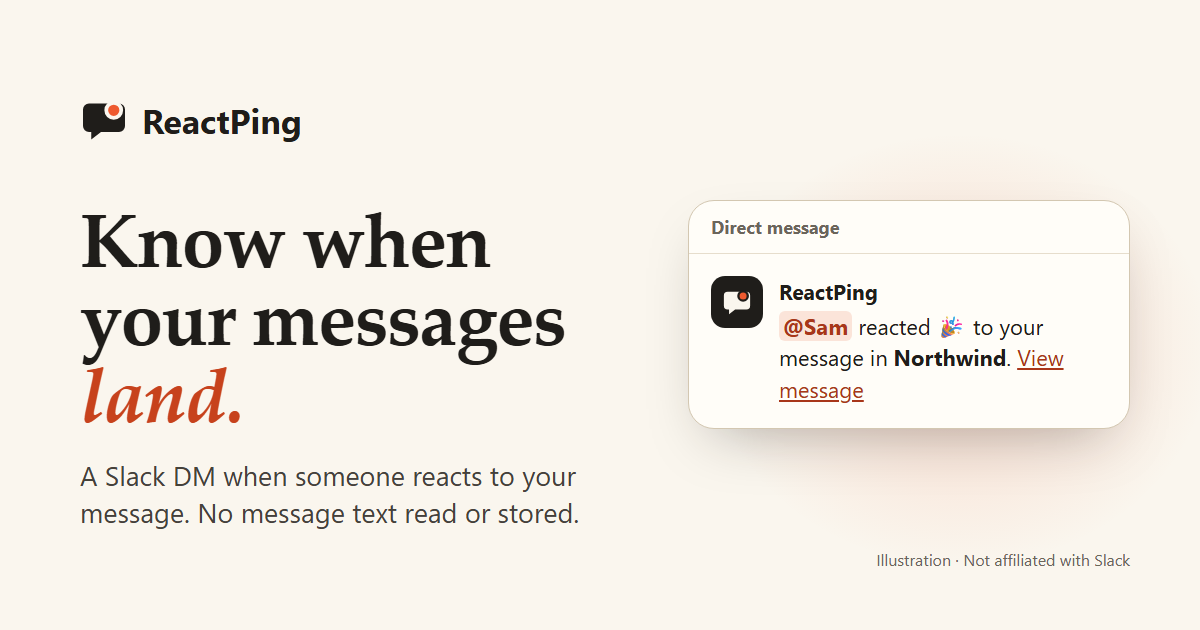 ReactPing
Know when
your messages
land.
A Slack DM when someone reacts to your
message. No message text read or stored.
Direct message
ReactPing
@Sam reacted 🎉 to your
message in Northwind. View
message
Illustration · Not affiliated with Slack